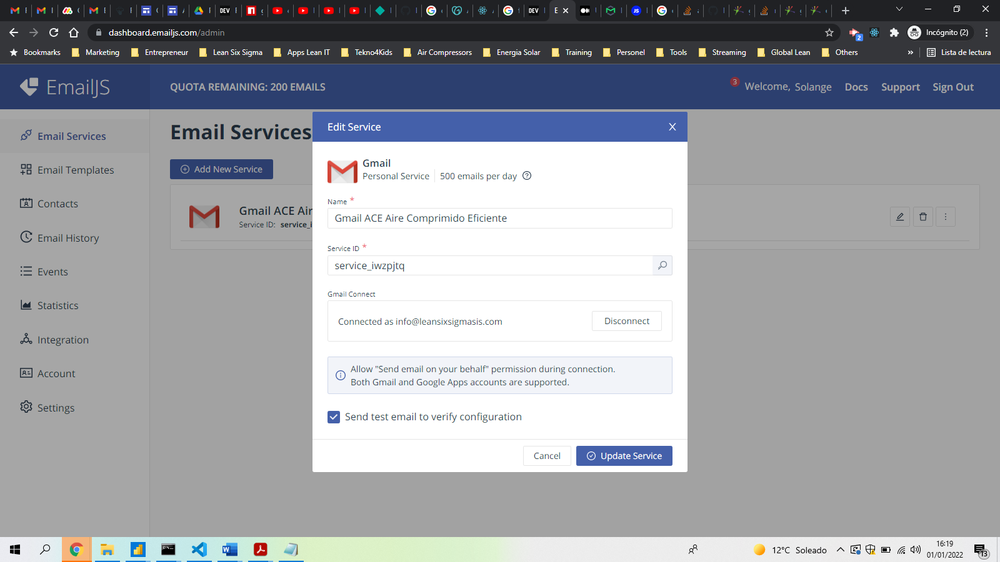 dashboard.emailjs.com/admin
2
Incógnito (2)
Bookmarks
Marketing
Entrepreneur
Lean Six Sigma
Apps Lean IT
Tekno4Kids
Air Compressors
Energia Solar
Training
Personel
Tools
Streaming
Global Lean
Others
»
Lista de lectura
EmailJS
QUOTA REMAINING: 200 EMAILS
3
Welcome, Solange
Docs
Support
Sign Out
Email Services
Email Templates
Contacts
Email History
Events
Statistics
Integration
Account
Settings
Email Services
Add New Service
Gmail ACE Air
Service ID: service_i
Edit Service
Gmail
Personal Service
500 emails per day
Name *
Gmail ACE Aire Comprimido Eficiente
Service ID *
service_iwzpjtq
Gmail Connect
Connected as info@leansixsigmasis.com
Disconnect
Allow "Send email on your behalf" permission during connection.
Both Gmail and Google Apps accounts are supported.
Send test email to verify configuration
Cancel
Update Service
12°C Soleado
16:19
01/01/2022
13